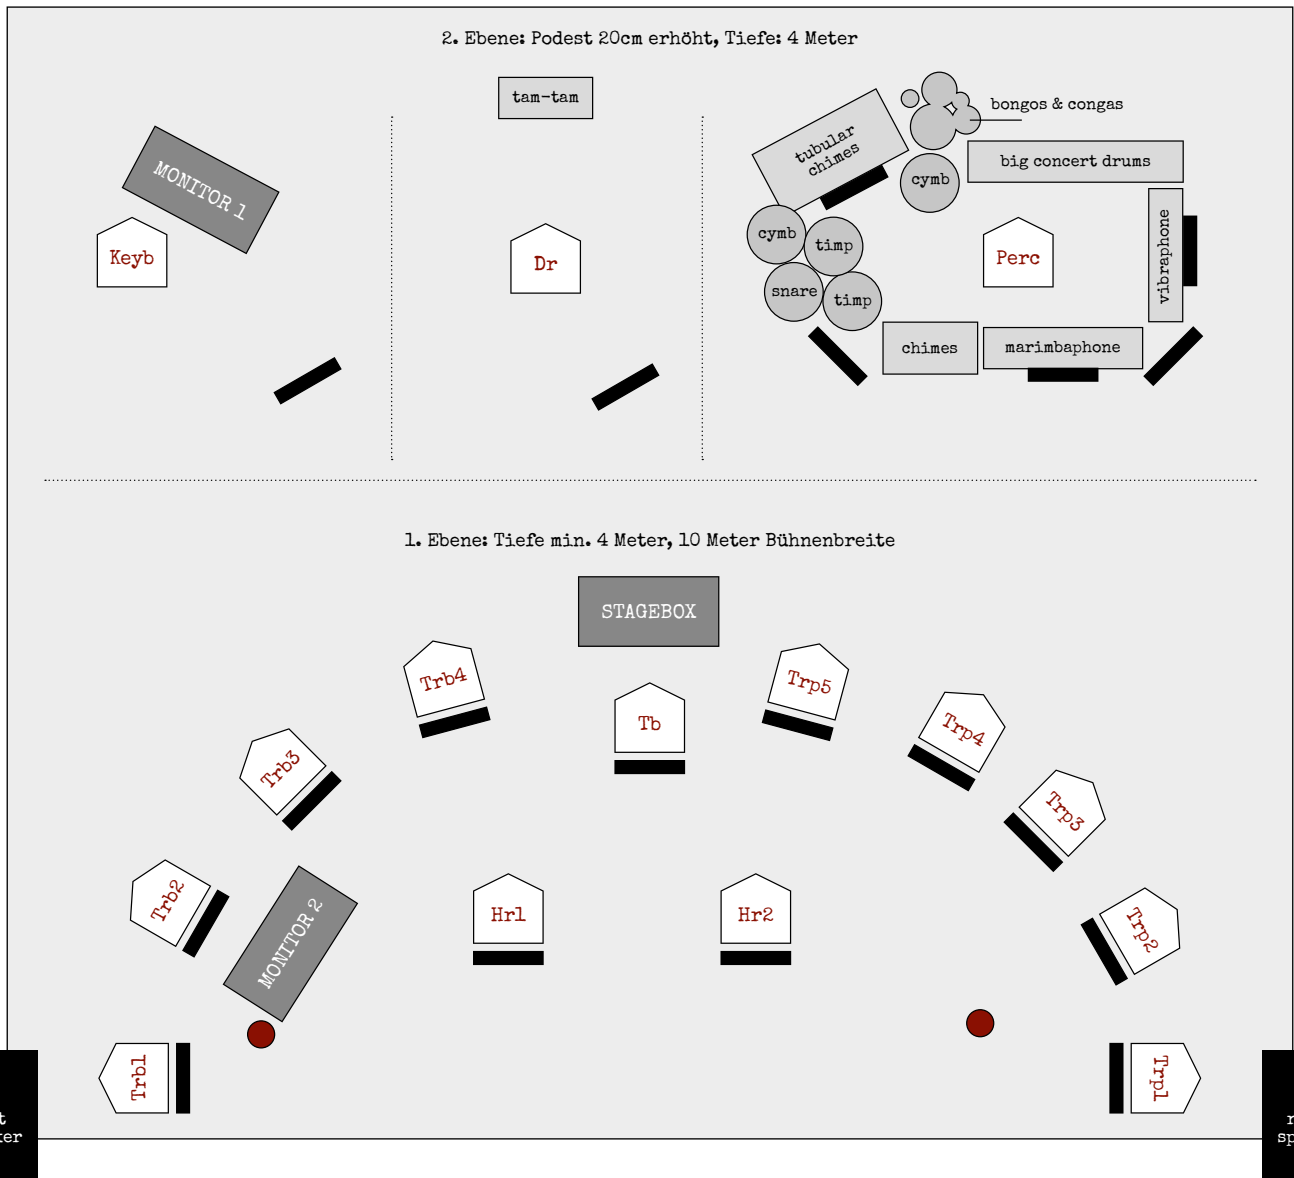 2. Ebene: Podest 20cm erhöht, Tiefe: 4 Meter
tam-tam
bongos & congas
tubular
chimes
big concert drums
MONITOR 1
cymb
vibraphone
cymb
timp
Keyb
Dr
Perc
snare
timp
chimes
marimbaphone
1. Ebene: Tiefe min. 4 Meter, 10 Meter Bühnenbreite
STAGEBOX
Trb4
Trp5
Tb
Trp4
Trb3
Trp3
Trb2
Hr1
Hr2
Trp2
MONITOR 2
Trb1
Trp1